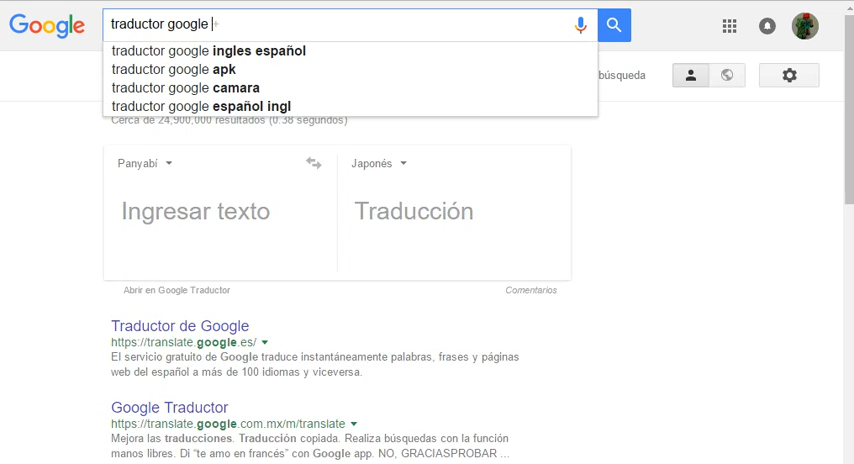 Google
traductor google
traductor google ingles español
traductor google apk
traductor google camara
traductor google español ingl
búsqueda
Cerca de 24,900,000 resultados (0.38 segundos)
Panyabí
Japonés
Ingresar texto
Traducción
Abrir en Google Traductor
Comentarios
Traductor de Google
https://translate.google.es/
El servicio gratuito de Google traduce instantáneamente palabras, frases y páginas
web del español a más de 100 idiomas y viceversa.
Google Traductor
https://translate.google.com.mx/m/translate
Mejora las traducciones. Traducción copiada. Realiza búsquedas con la función
manos libres. Di “te amo en francés” con Google app. NO, GRACIASPROBAR ...